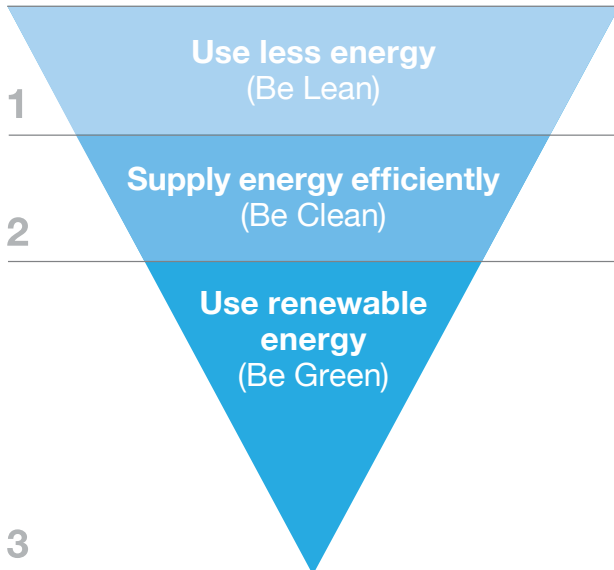 Use less energy
(Be Lean)
1
Supply energy efficiently
(Be Clean)
2
Use renewable
energy
(Be Green)
3